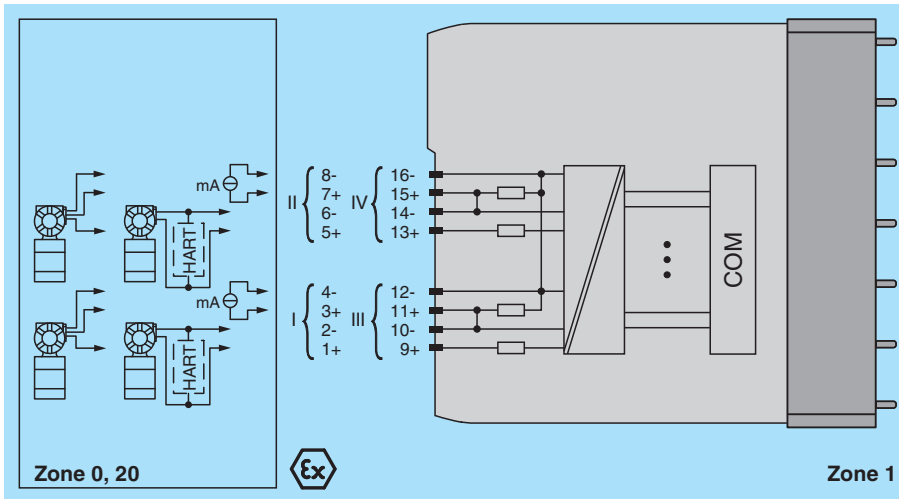 mA
HART
II
8-
7+
6-
5+
IV
16-
15+
14-
13+
mA
HART
I
4-
3+
2-
1+
III
12-
11+
10-
9+
COM
Zone 0, 20
Ex
Zone 1